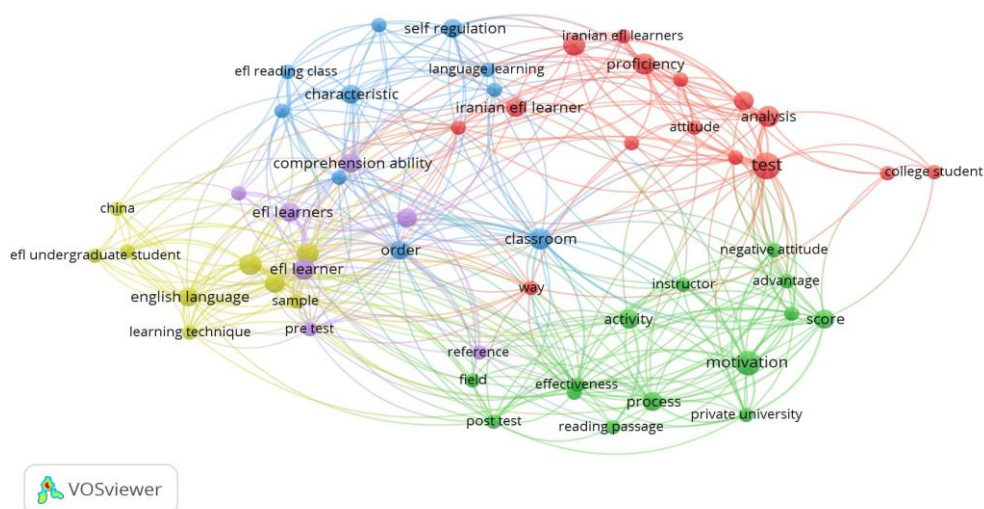 self regulation
iranian efl learners
efl reading class
language learning
proficiency
characteristic
iranian efl learner
attitude
analysis
comprehension ability
test
college student
china
efl learners
efl undergraduate student
order
classroom
negative attitude
efl learner
english language
sample
way
instructor
advantage
learning technique
pre test
activity
score
reference
field
effectiveness
motivation
process
post test
reading passage
private university
VOSviewer